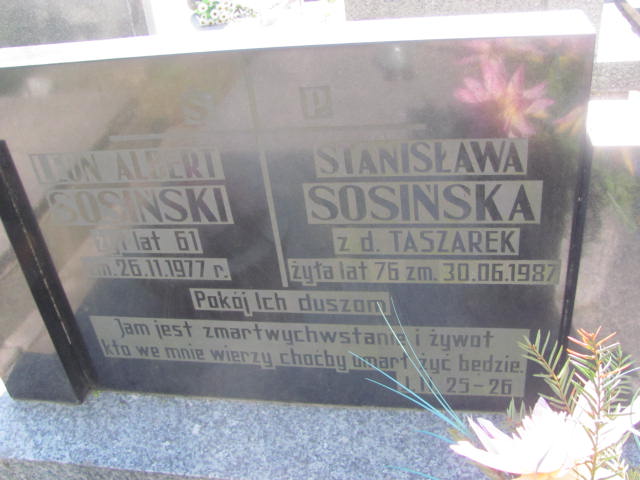 S P
LEON ALBERT
SOSIŃSKI
żył lat 61
zm. 26.11.1977 r.
STANISŁAWA
SOSIŃSKA
z d. TASZAREK
żyła lat 76 zm. 30.06.1987
Pokój Ich duszom
Jam jest zmartwychwstanie i żywot
kto we mnie wierzy choćby umarł żyć będzie.
25-26